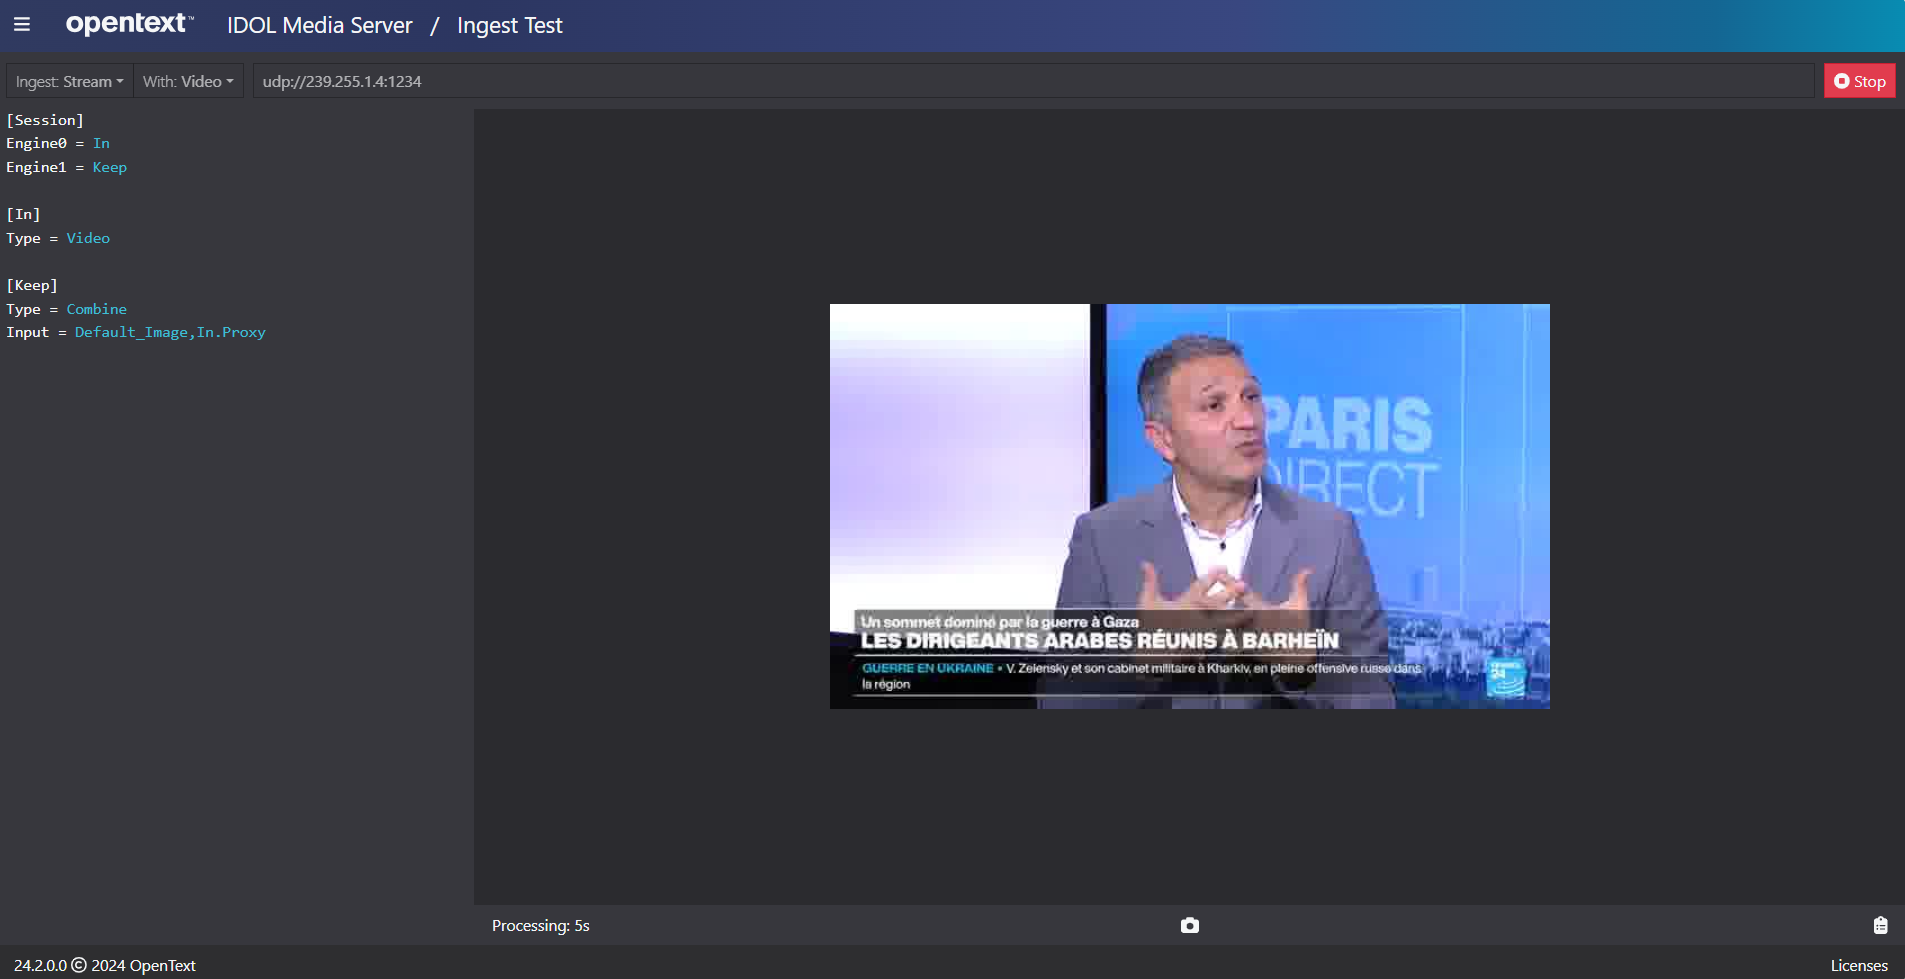 opentext™ IDOL Media Server / Ingest Test
Ingest: Stream With: Video udp://239.255.1.4:1234 Stop
[Session]
Engine0 = In
Engine1 = Keep
[In]
Type = Video
[Keep]
Type = Combine
Input = Default_Image,In.Proxy
PARIS
DIRECT
Un sommet dominé par la guerre à Gaza
LES DIRIGEANTS ARABES RÉUNIS À BARHEÏN
GUERRE EN UKRAINE • V. Zelensky et son cabinet militaire à Kharkiv, en pleine offensive russe dans
la région
FRANCE
24
Processing: 5s
24.2.0.0 © 2024 OpenText
Licenses